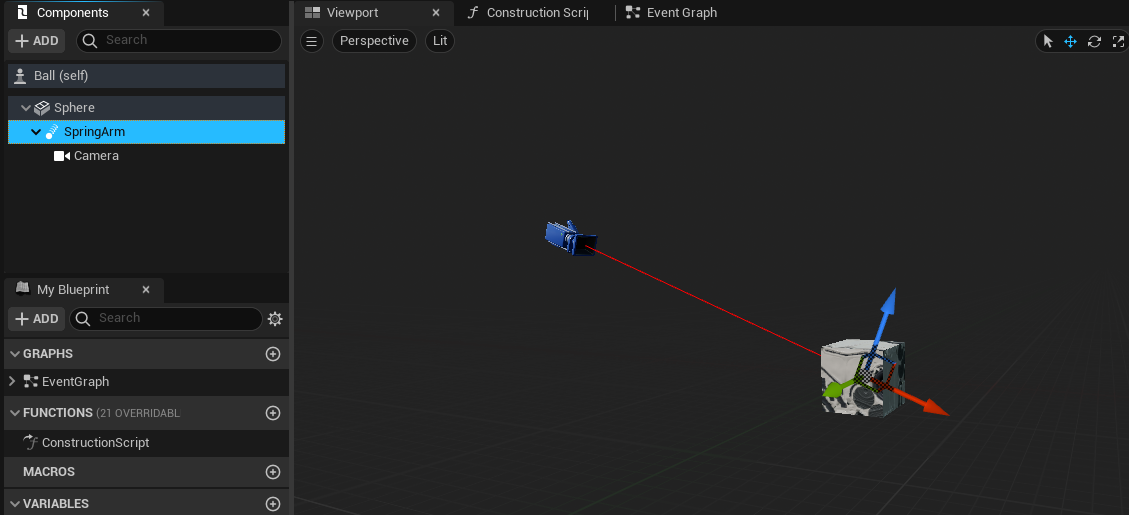 Components
ADD
Search
Ball (self)
Sphere
SpringArm
Camera
My Blueprint
ADD
Search
GRAPHS
EventGraph
FUNCTIONS (21 OVERRIDABL
ConstructionScript
MACROS
VARIABLES
Viewport
Construction Scrip
Event Graph
Perspective
Lit